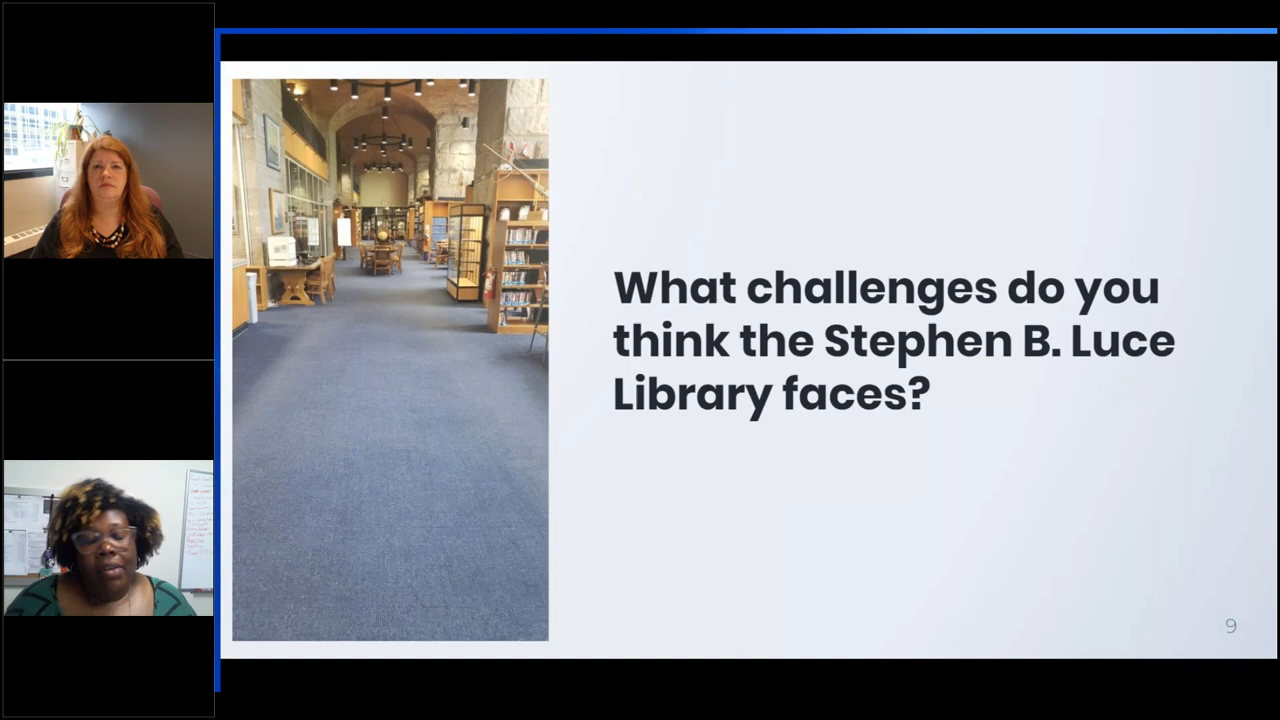 What challenges do you
think the Stephen B. Luce
Library faces?
9